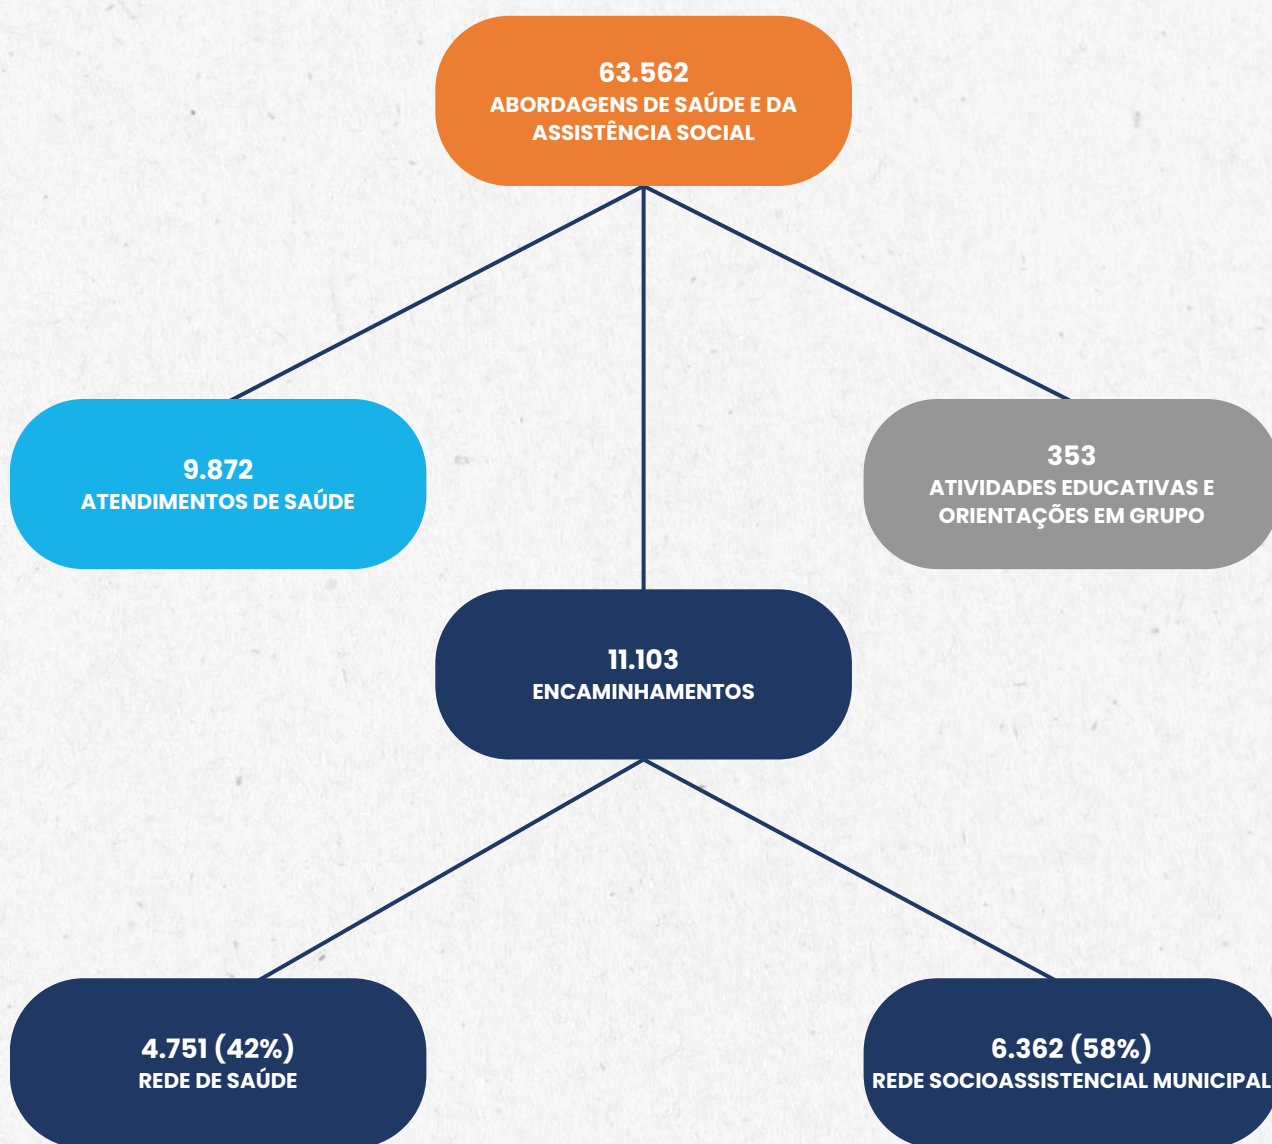 63.562
ABORDAGENS DE SAÚDE E DA
ASSISTÊNCIA SOCIAL
9.872
ATENDIMENTOS DE SAÚDE
353
ATIVIDADES EDUCATIVAS E
ORIENTAÇÕES EM GRUPO
11.103
ENCAMINHAMENTOS
4.751 (42%)
REDE DE SAÚDE
6.362 (58%)
REDE SOCIOASSISTENCIAL MUNICIPAL